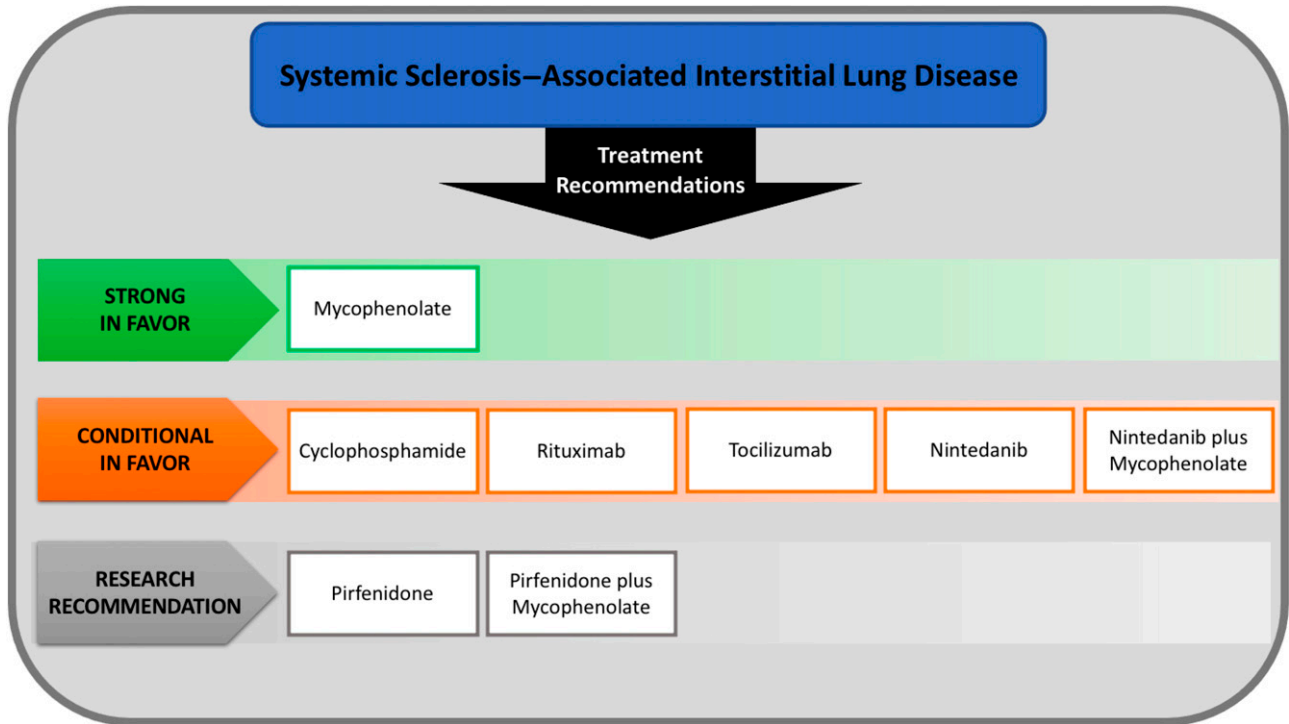 Systemic Sclerosis–Associated Interstitial Lung Disease
Treatment
Recommendations
STRONG
IN FAVOR
Mycophenolate
CONDITIONAL
IN FAVOR
Cyclophosphamide
Rituximab
Tocilizumab
Nintedanib
Nintedanib plus
Mycophenolate
RESEARCH
RECOMMENDATION
Pirfenidone
Pirfenidone plus
Mycophenolate